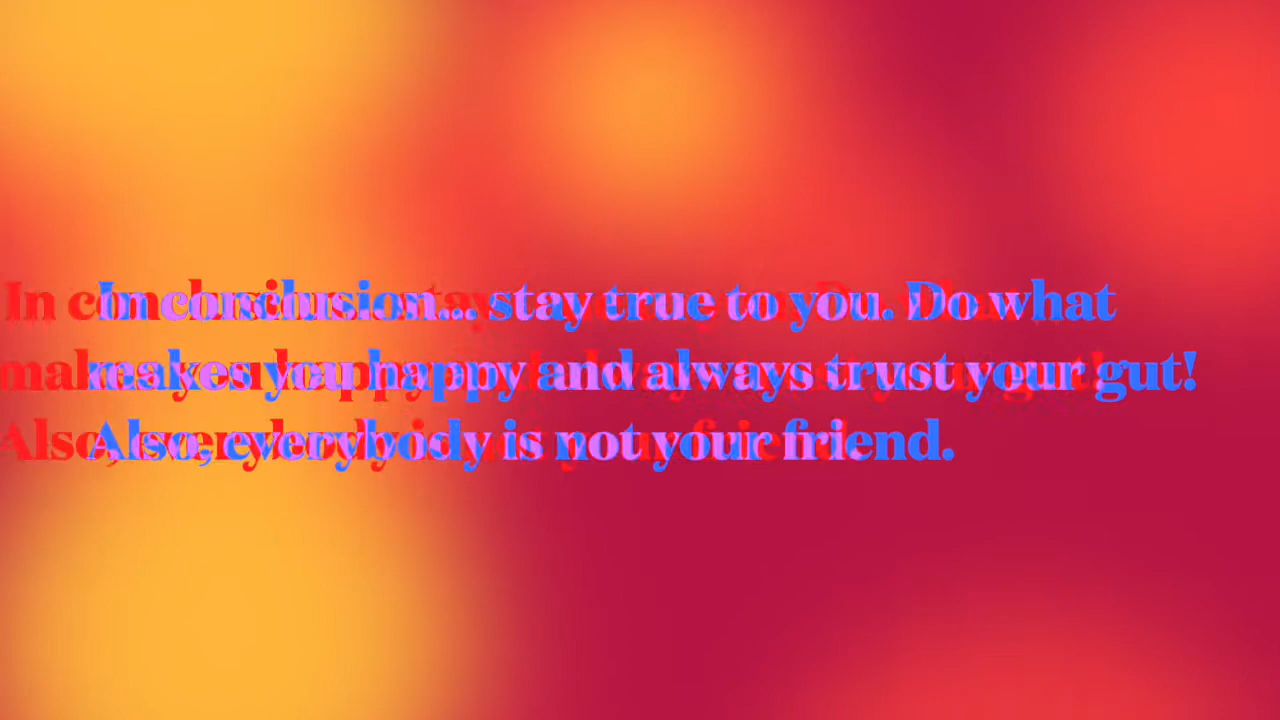 In conclusion... stay true to you. Do what
makes you happy and always trust your gut!
Also, everybody is not your friend.